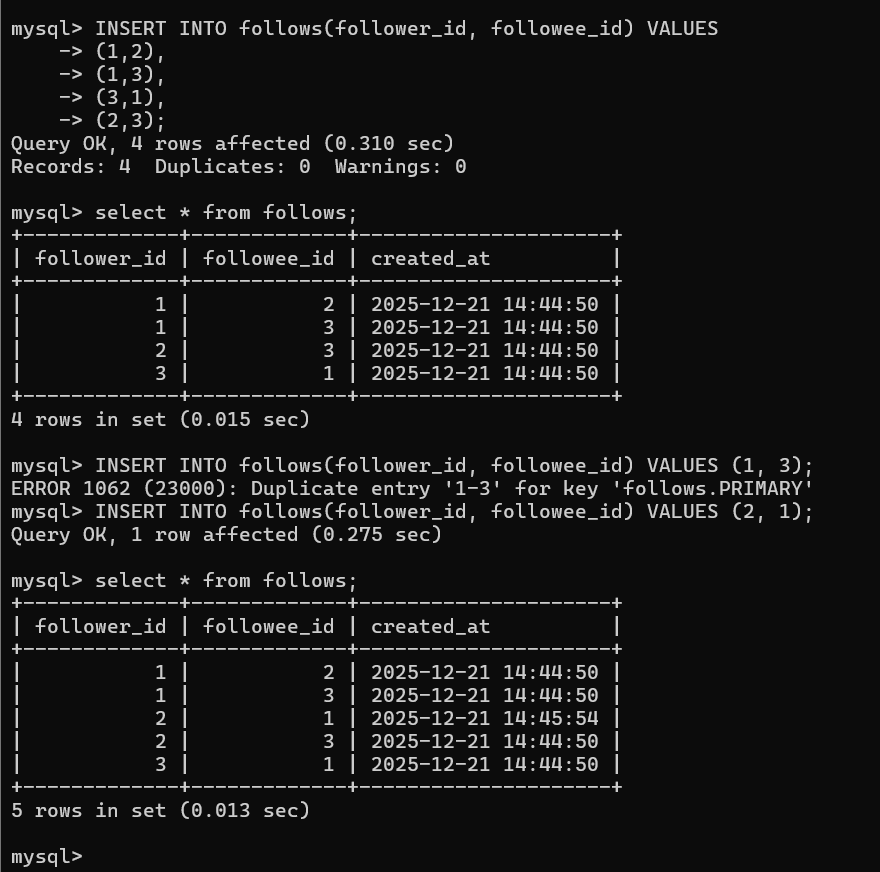 mysql> INSERT INTO follows(follower_id, followee_id) VALUES
    -> (1,2),
    -> (1,3),
    -> (3,1),
    -> (2,3);
Query OK, 4 rows affected (0.310 sec)
Records: 4  Duplicates: 0  Warnings: 0

mysql> select * from follows;
+-------------+-------------+---------------------+
| follower_id | followee_id | created_at          |
+-------------+-------------+---------------------+
|           1 |           2 | 2025-12-21 14:44:50 |
|           1 |           3 | 2025-12-21 14:44:50 |
|           2 |           3 | 2025-12-21 14:44:50 |
|           3 |           1 | 2025-12-21 14:44:50 |
+-------------+-------------+---------------------+
4 rows in set (0.015 sec)

mysql> INSERT INTO follows(follower_id, followee_id) VALUES (1, 3);
ERROR 1062 (23000): Duplicate entry '1-3' for key 'follows.PRIMARY'
mysql> INSERT INTO follows(follower_id, followee_id) VALUES (2, 1);
Query OK, 1 row affected (0.275 sec)

mysql> select * from follows;
+-------------+-------------+---------------------+
| follower_id | followee_id | created_at          |
+-------------+-------------+---------------------+
|           1 |           2 | 2025-12-21 14:44:50 |
|           1 |           3 | 2025-12-21 14:44:50 |
|           2 |           1 | 2025-12-21 14:45:54 |
|           2 |           3 | 2025-12-21 14:44:50 |
|           3 |           1 | 2025-12-21 14:44:50 |
+-------------+-------------+---------------------+
5 rows in set (0.013 sec)

mysql>